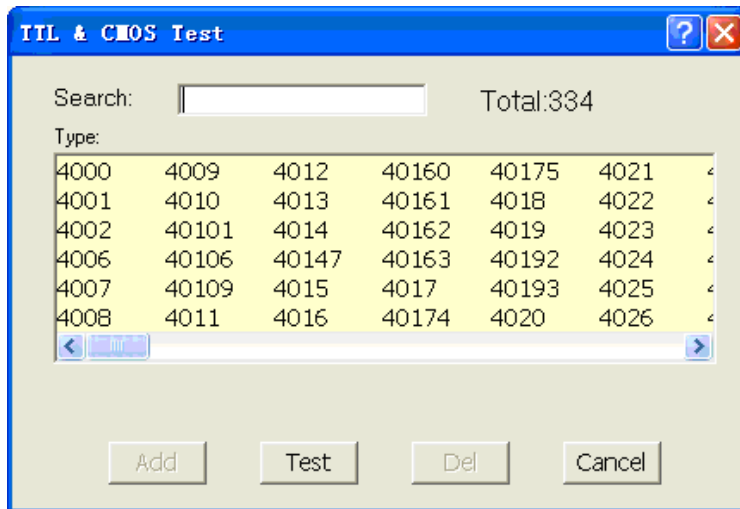 TTL & CMOS Test
Search: Total:334
Type:
4000 4009 4012 40160 40175 4021
4001 4010 4013 40161 4018 4022
4002 40101 4014 40162 4019 4023
4006 40106 40147 40163 40192 4024
4007 40109 4015 4017 40193 4025
4008 4011 4016 40174 4020 4026
Add Test Del Cancel